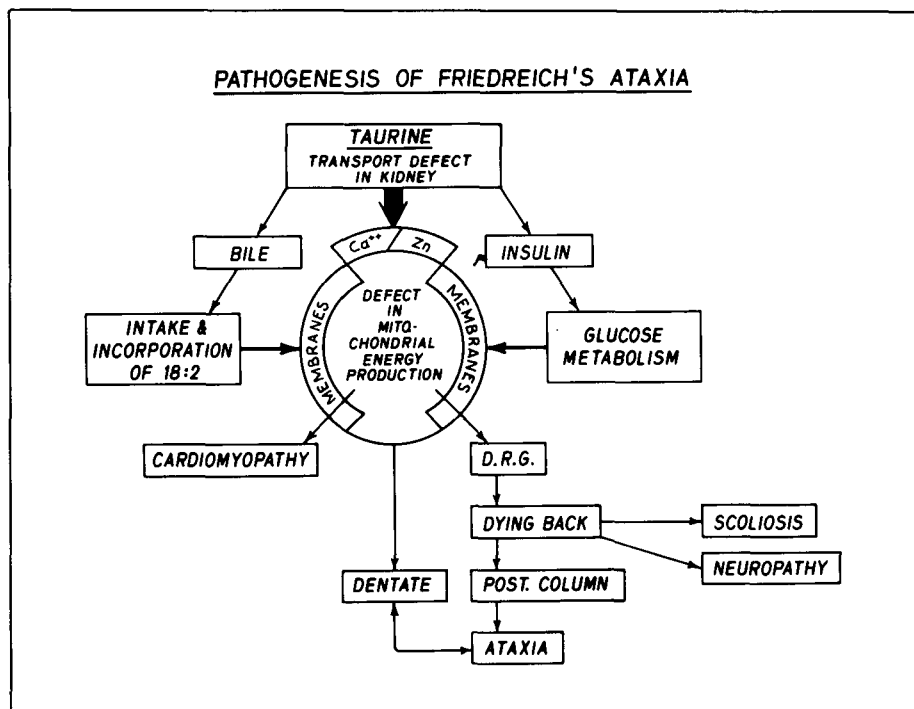 PATHOGENESIS OF FRIEDREICH'S ATAXIA
TAURINE
TRANSPORT DEFECT
IN KIDNEY
Ca++
Zn
BILE
INSULIN
MEMBRANES
DEFECT
IN
MITO-
CHONDRIAL
ENERGY
PRODUCTION
MEMBRANES
INTAKE &
INCORPORATION
OF 18:2
GLUCOSE
METABOLISM
CARDIOMYOPATHY
D.R.G.
DYING BACK
SCOLIOSIS
NEUROPATHY
DENTATE
POST. COLUMN
ATAXIA